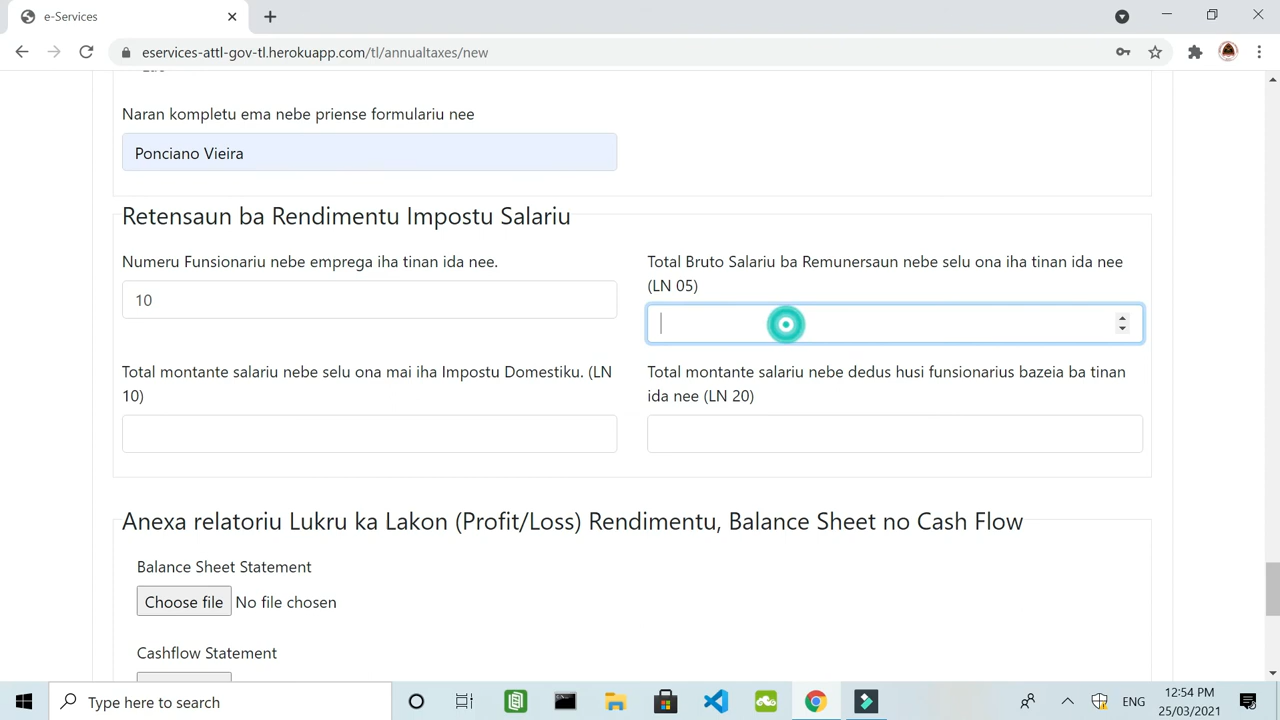 e-Services
eservices-attl-gov-tl.herokuapp.com/tl/annualtaxes/new
Naran kompletu ema nebe priense formulariu nee
Ponciano Vieira
Retensaun ba Rendimentu Impostu Salariu
Numeru Funsionariu nebe emprega iha tinan ida nee.
10
Total Bruto Salariu ba Remunersaun nebe selu ona iha tinan ida nee
(LN 05)
Total montante salariu nebe selu ona mai iha Impostu Domestiku. (LN
10)
Total montante salariu nebe dedus husi funsionarius bazeia ba tinan
ida nee (LN 20)
Anexa relatoriu Lukru ka Lakon (Profit/Loss) Rendimentu, Balance Sheet no Cash Flow
Balance Sheet Statement
Choose file No file chosen
Cashflow Statement
Type here to search
ENG
12:54 PM
25/03/2021